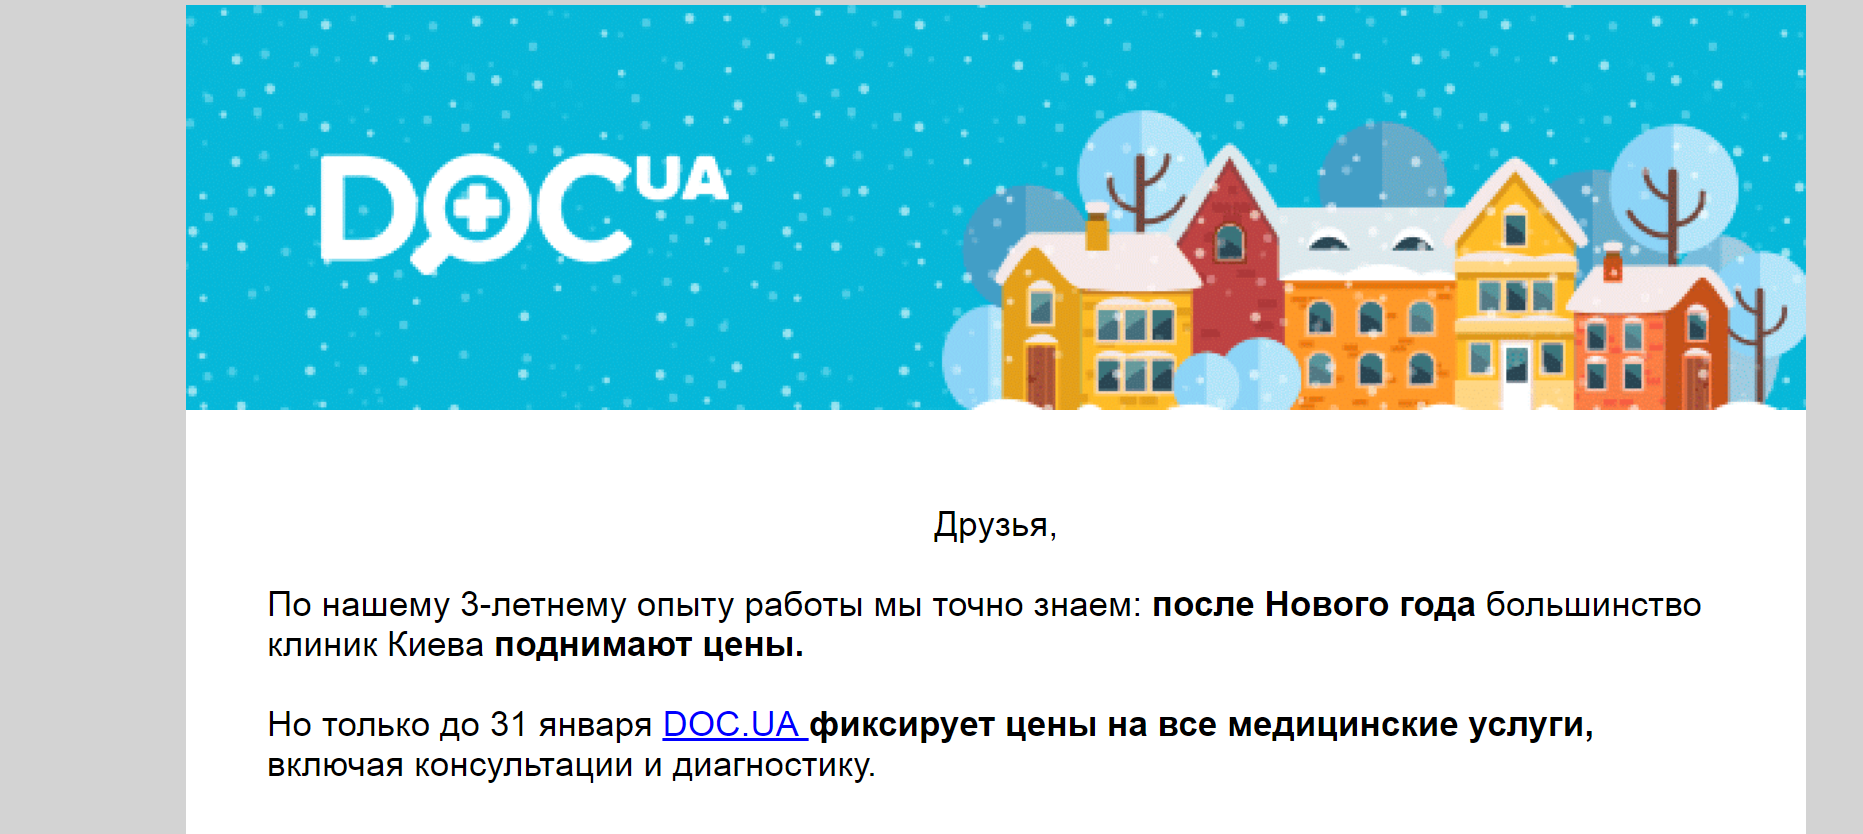 DOC UA
Друзья,
По нашему 3-летнему опыту работы мы точно знаем: после Нового года большинство
клиник Киева поднимают цены.
Но только до 31 января DOC.UA фиксирует цены на все медицинские услуги,
включая консультации и диагностику.